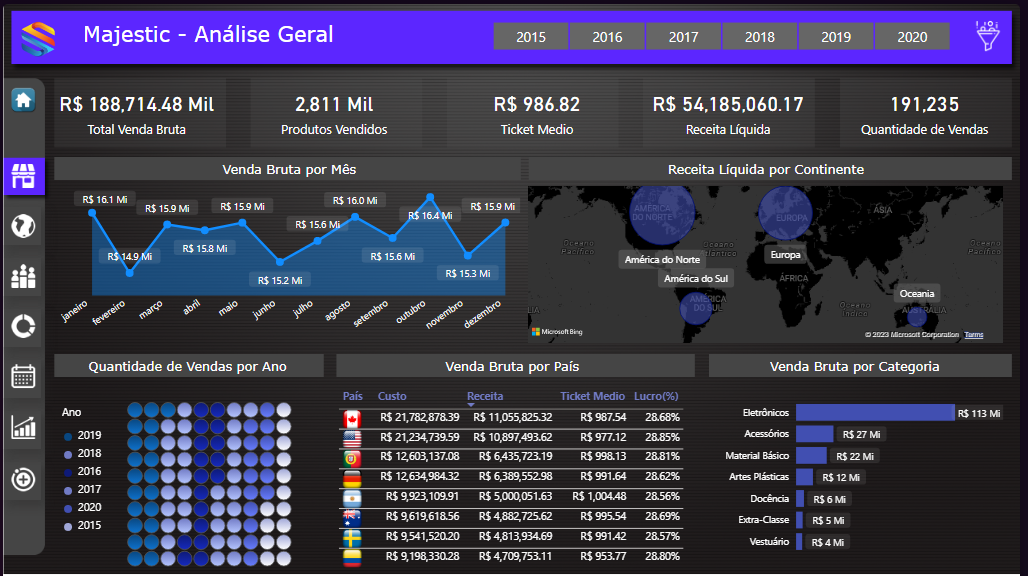 Majestic - Análise Geral
2015 2016 2017 2018 2019 2020
R$ 188,714.48 Mil
Total Venda Bruta
2,811 Mil
Produtos Vendidos
R$ 986.82
Ticket Medio
R$ 54,185,060.17
Receita Líquida
191,235
Quantidade de Vendas
Venda Bruta por Mês
R$ 16.1 Mi
R$ 14.9 Mi
R$ 15.9 Mi
R$ 15.8 Mi
R$ 15.9 Mi
R$ 15.2 Mi
R$ 15.6 Mi
R$ 16.0 Mi
R$ 15.6 Mi
R$ 16.4 Mi
R$ 15.3 Mi
R$ 15.9 Mi
janeiro
fevereiro
março
abril
maio
junho
julho
agosto
setembro
outubro
novembro
dezembro
Receita Líquida por Continente
AMÉRICA
DO NORTE
EUROPA
ÁSIA
Oceano
Pacífico
Oceano
Atlântico
Oceano
Pacífico
América do Norte
Europa
América do Sul
ÁFRICA
AMÉRICA
DO SUL
Oceania
Oceano
Índico
AUSTRÁLIA
Microsoft Bing
© 2023 Microsoft Corporation Terms
Quantidade de Vendas por Ano
Ano
2019
2018
2016
2017
2020
2015
Venda Bruta por País
País Custo Receita Ticket Medio Lucro(%)
R$ 21,782,878.39 R$ 11,055,825.32 R$ 987.54 28.68%
R$ 21,234,739.59 R$ 10,897,493.62 R$ 977.12 28.85%
R$ 12,603,137.08 R$ 6,435,723.19 R$ 998.13 28.81%
R$ 12,634,984.32 R$ 6,389,552.98 R$ 991.64 28.62%
R$ 9,923,109.91 R$ 5,000,051.63 R$ 1,004.48 28.56%
R$ 9,619,618.56 R$ 4,882,725.62 R$ 995.54 28.69%
R$ 9,541,520.20 R$ 4,813,934.69 R$ 991.42 28.57%
R$ 9,198,330.28 R$ 4,709,753.11 R$ 953.77 28.80%
Venda Bruta por Categoria
Eletrônicos R$ 113 Mi
Acessórios R$ 27 Mi
Material Básico R$ 22 Mi
Artes Plásticas R$ 12 Mi
Docência R$ 6 Mi
Extra-Classe R$ 5 Mi
Vestuário R$ 4 Mi